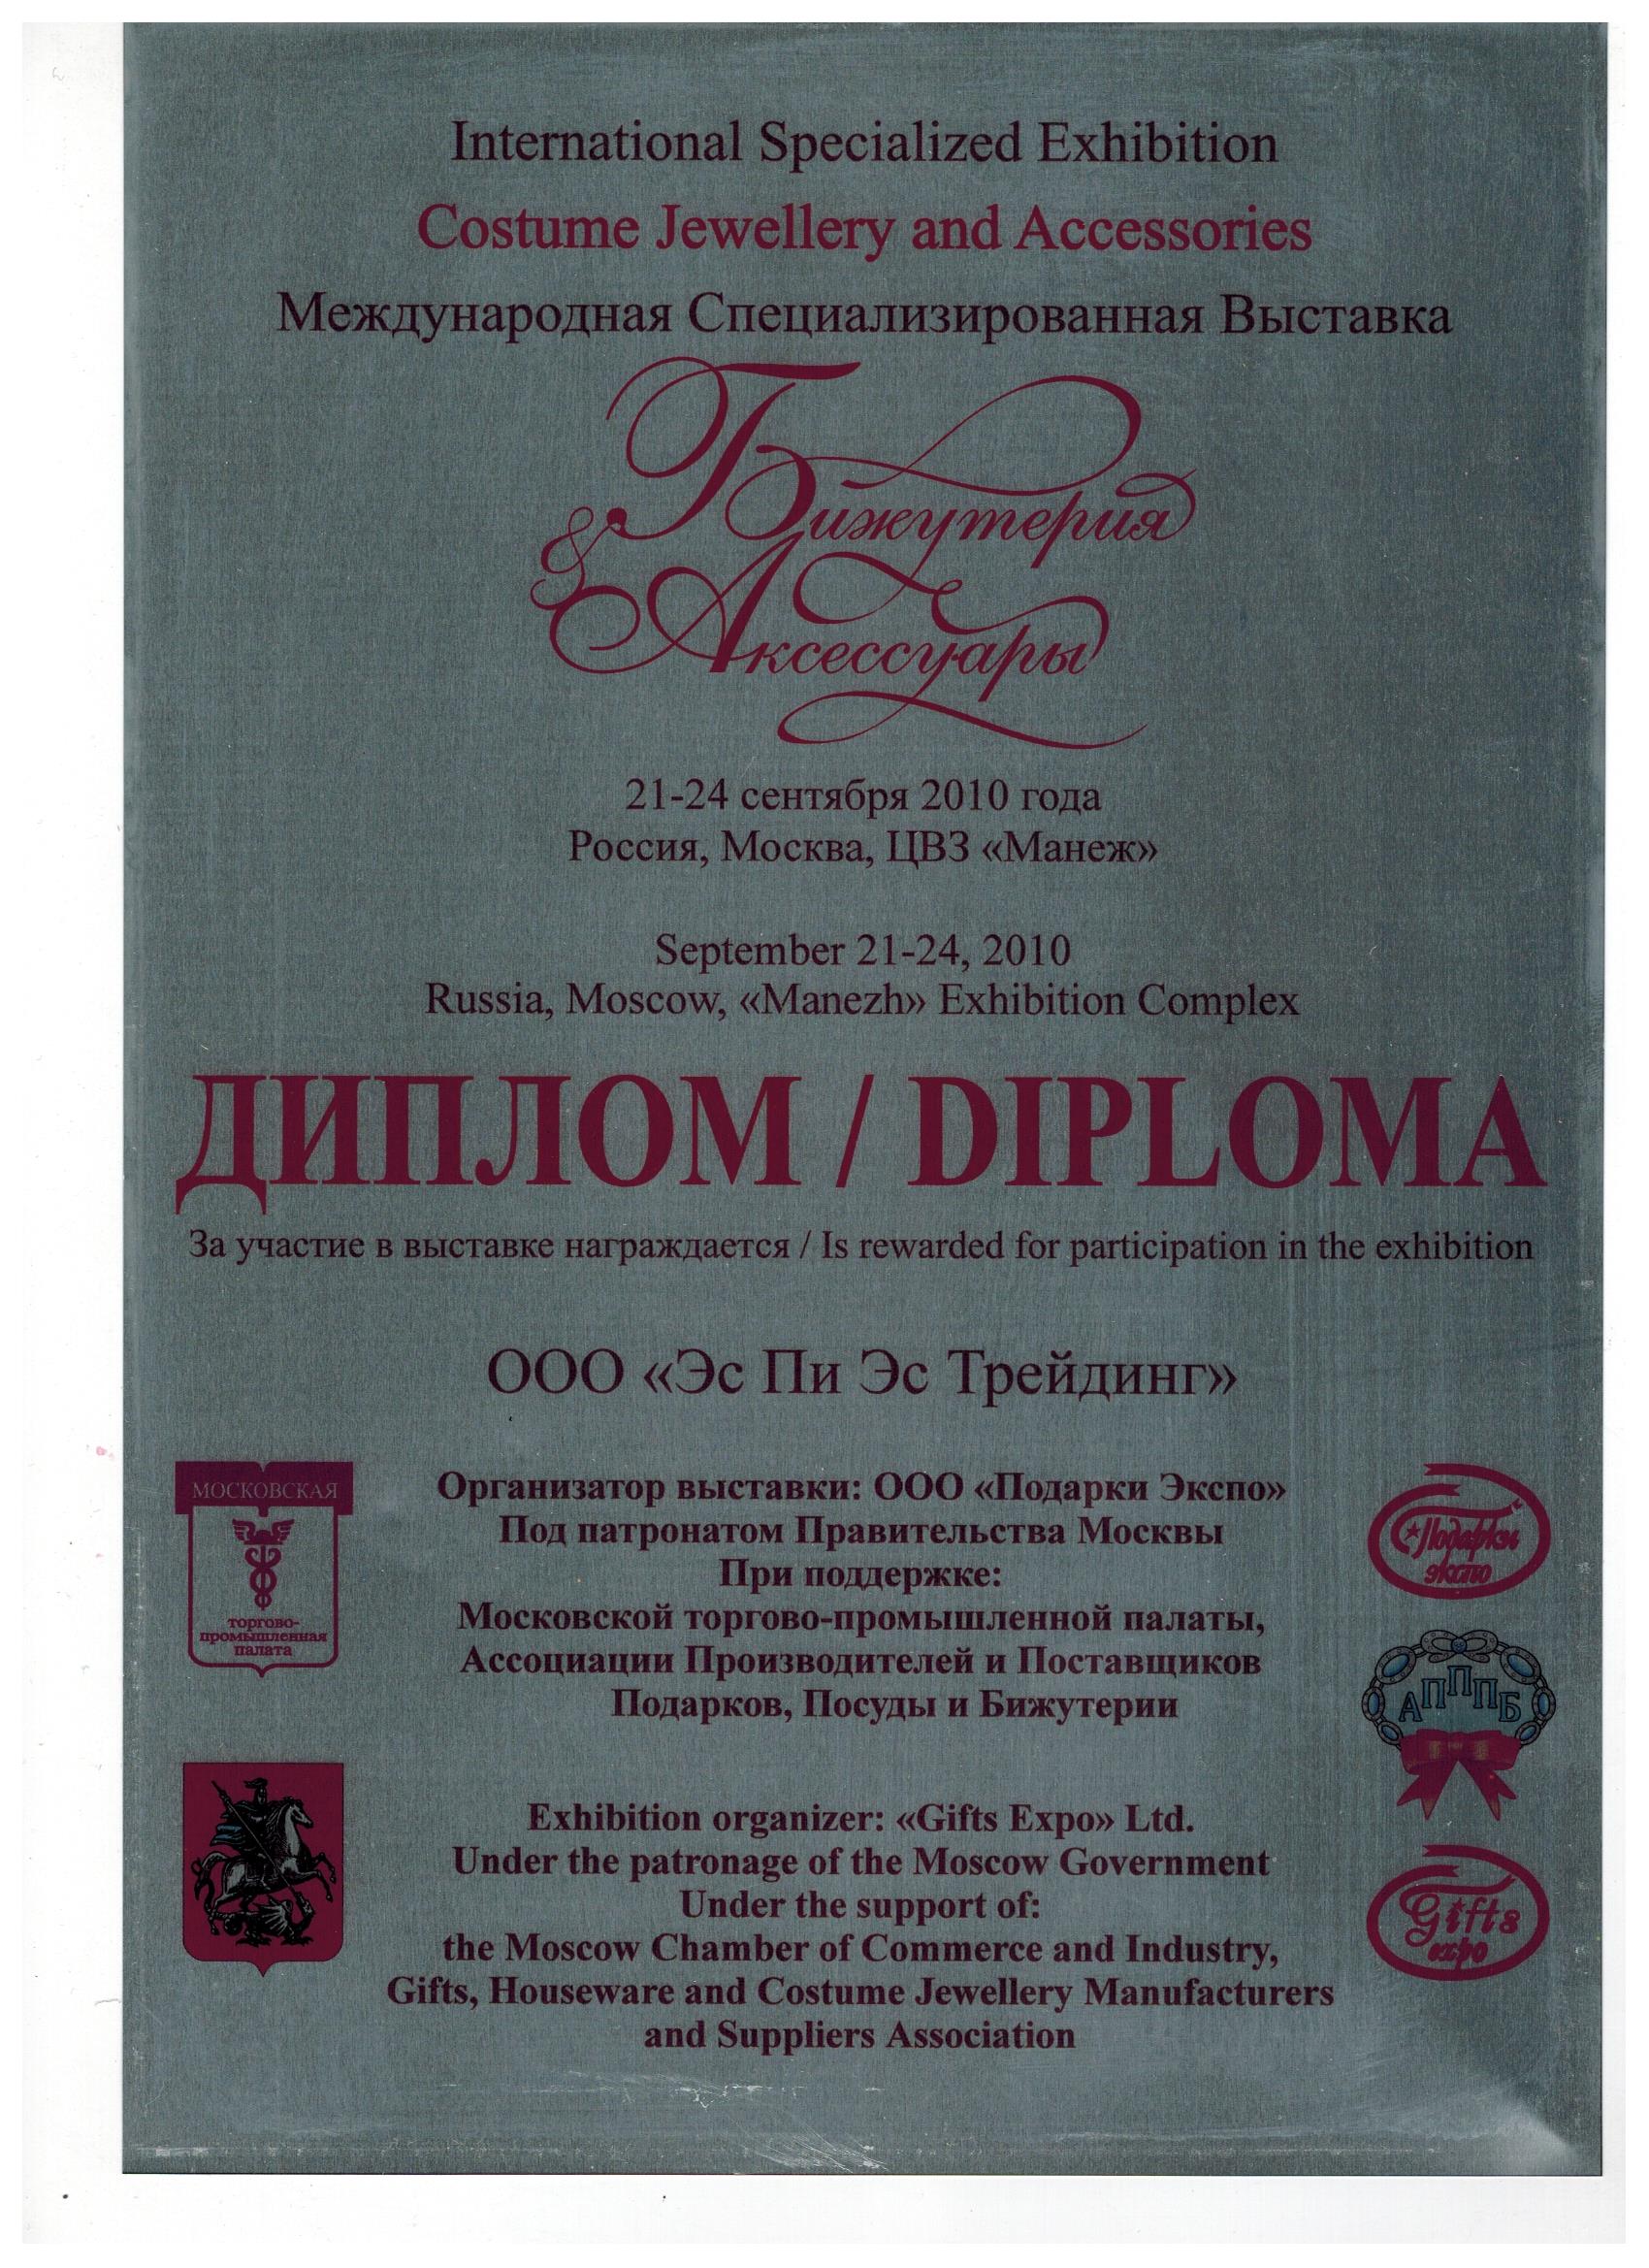 International Specialized Exhibition
Costume Jewellery and Accessories
Международная Специализированная Выставка
Бижутерия
& Аксессуары
21-24 сентября 2010 года
Россия, Москва, ЦВЗ «Манеж»
September 21-24, 2010
Russia, Moscow, «Manezh» Exhibition Complex
ДИПЛОМ / DIPLOMA
За участие в выставке награждается / Is rewarded for participation in the exhibition
ООО «Эс Пи Эс Трейдинг»
МОСКОВСКАЯ
торгово-
промышленная
палата
Организатор выставки: ООО «Подарки Экспо»
Под патронатом Правительства Москвы
При поддержке:
Московской торгово-промышленной палаты,
Ассоциации Производителей и Поставщиков
Подарков, Посуды и Бижутерии
Подарки
экспо
АПППБ
Exhibition organizer: «Gifts Expo» Ltd.
Under the patronage of the Moscow Government
Under the support of:
the Moscow Chamber of Commerce and Industry,
Gifts, Houseware and Costume Jewellery Manufacturers
and Suppliers Association
Gifts
expo